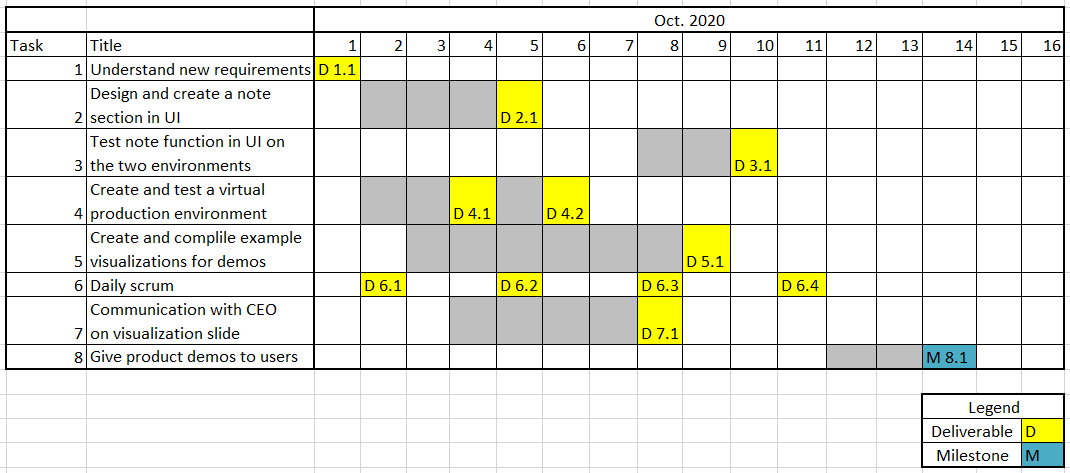 Oct. 2020
Task Title 1 2 3 4 5 6 7 8 9 10 11 12 13 14 15 16
1 Understand new requirements D 1.1
Design and create a note
2 section in UI D 2.1
Test note function in UI on
3 the two environments D 3.1
Create and test a virtual
4 production environment D 4.1 D 4.2
Create and complile example
5 visualizations for demos D 5.1
6 Daily scrum D 6.1 D 6.2 D 6.3 D 6.4
Communication with CEO
7 on visualization slide D 7.1
8 Give product demos to users M 8.1
Legend
Deliverable D
Milestone M